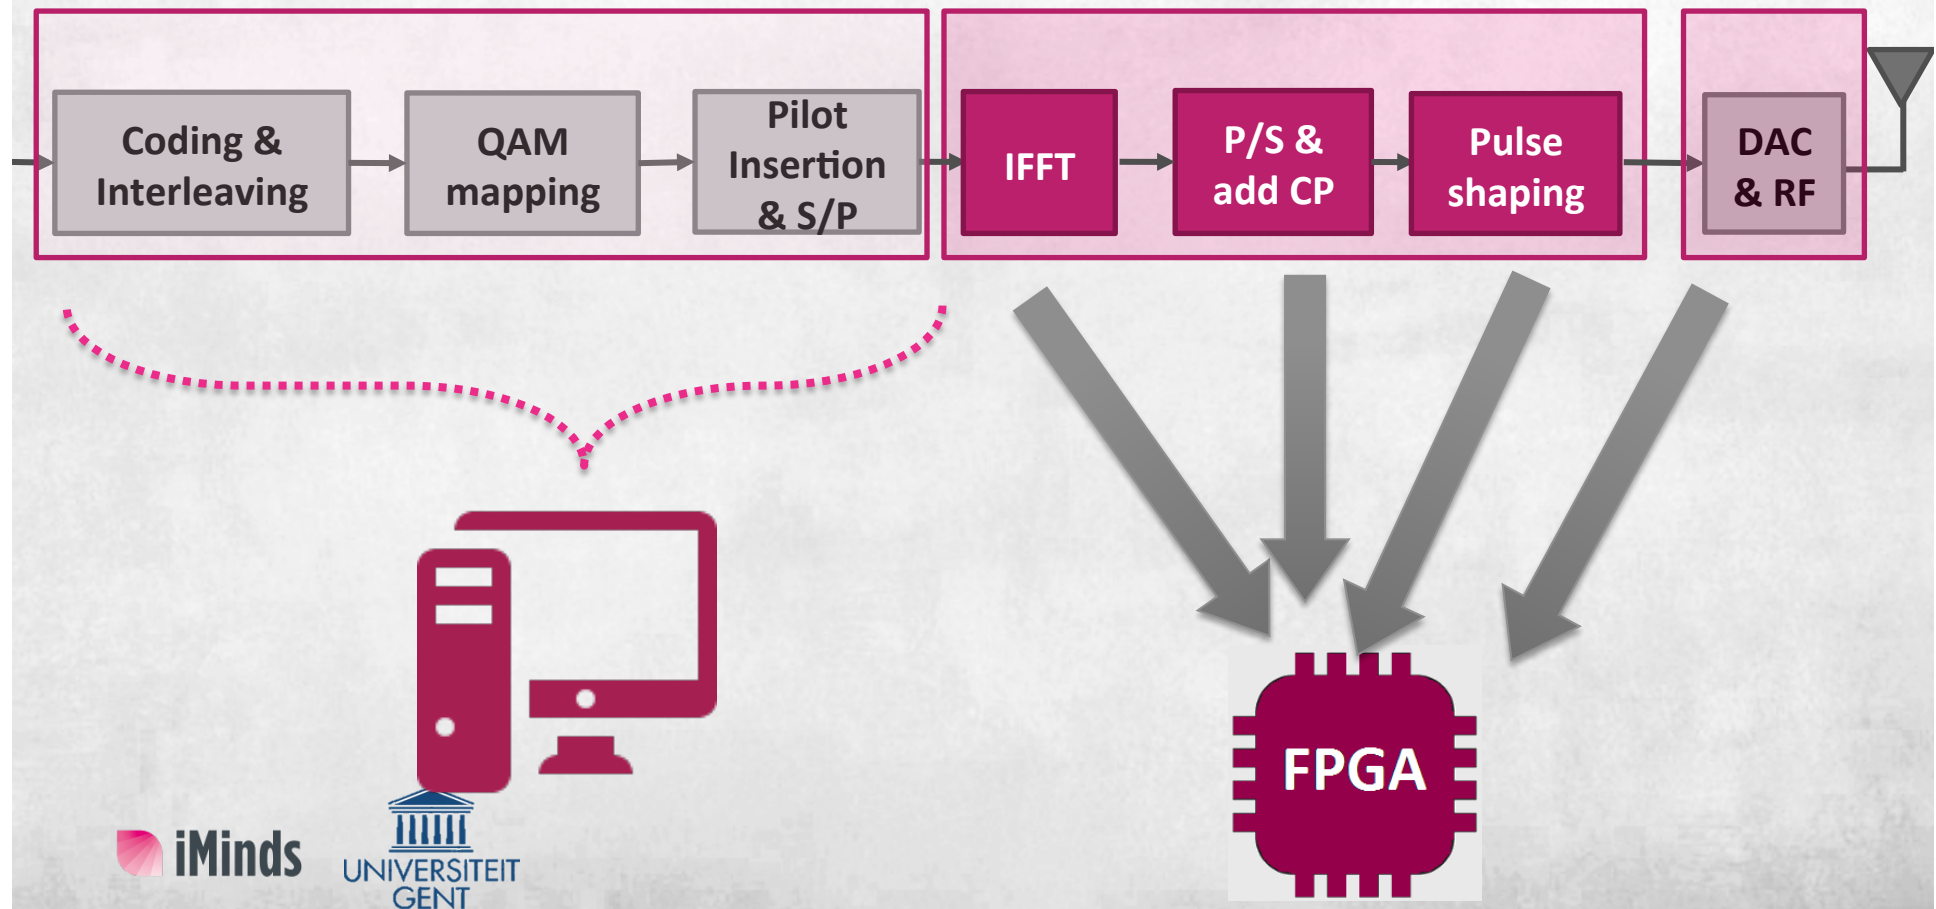 Coding &
Interleaving
QAM
mapping
Pilot
Insertion
& S/P
IFFT
P/S &
add CP
Pulse
shaping
DAC
& RF
FPGA
iMinds
UNIVERSITEIT
GENT